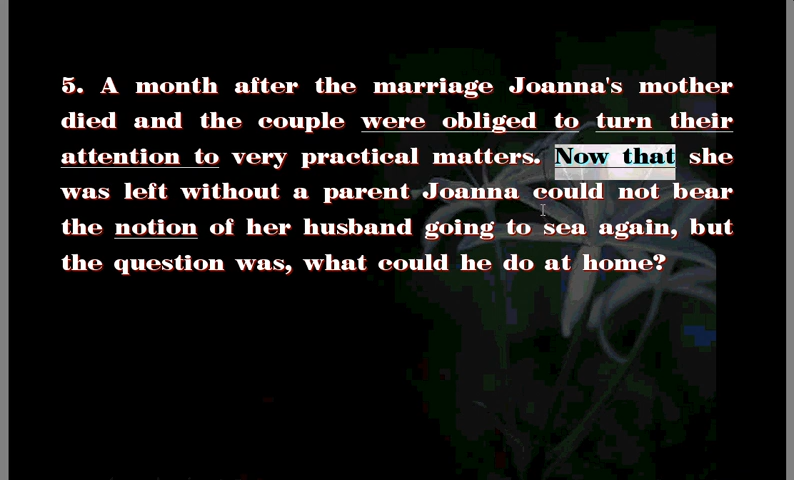 5. A month after the marriage Joanna's mother
died and the couple were obliged to turn their
attention to very practical matters. Now that she
was left without a parent Joanna could not bear
the notion of her husband going to sea again, but
the question was, what could he do at home?